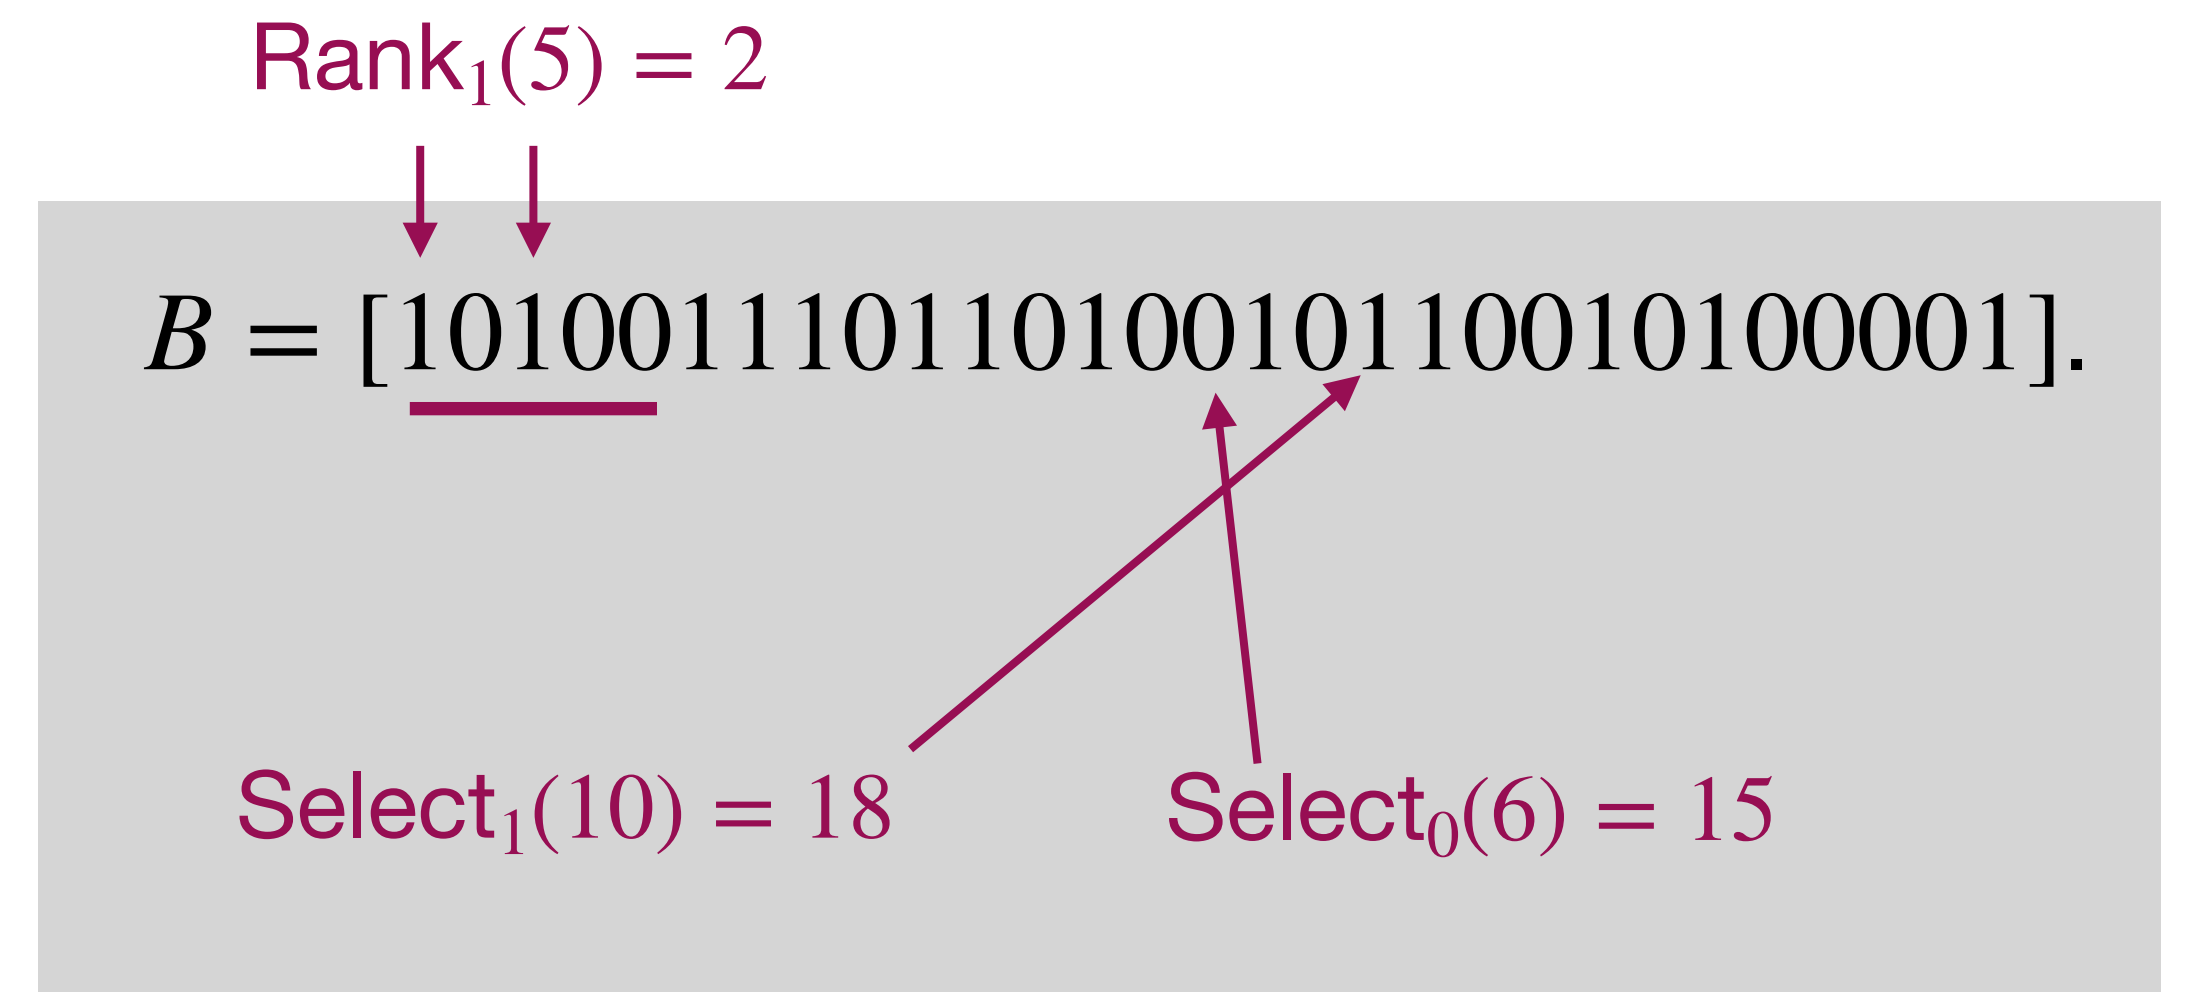 Rank₁(5) = 2
B = [10100111011010010110010100001].
Select₁(10) = 18
Select₀(6) = 15